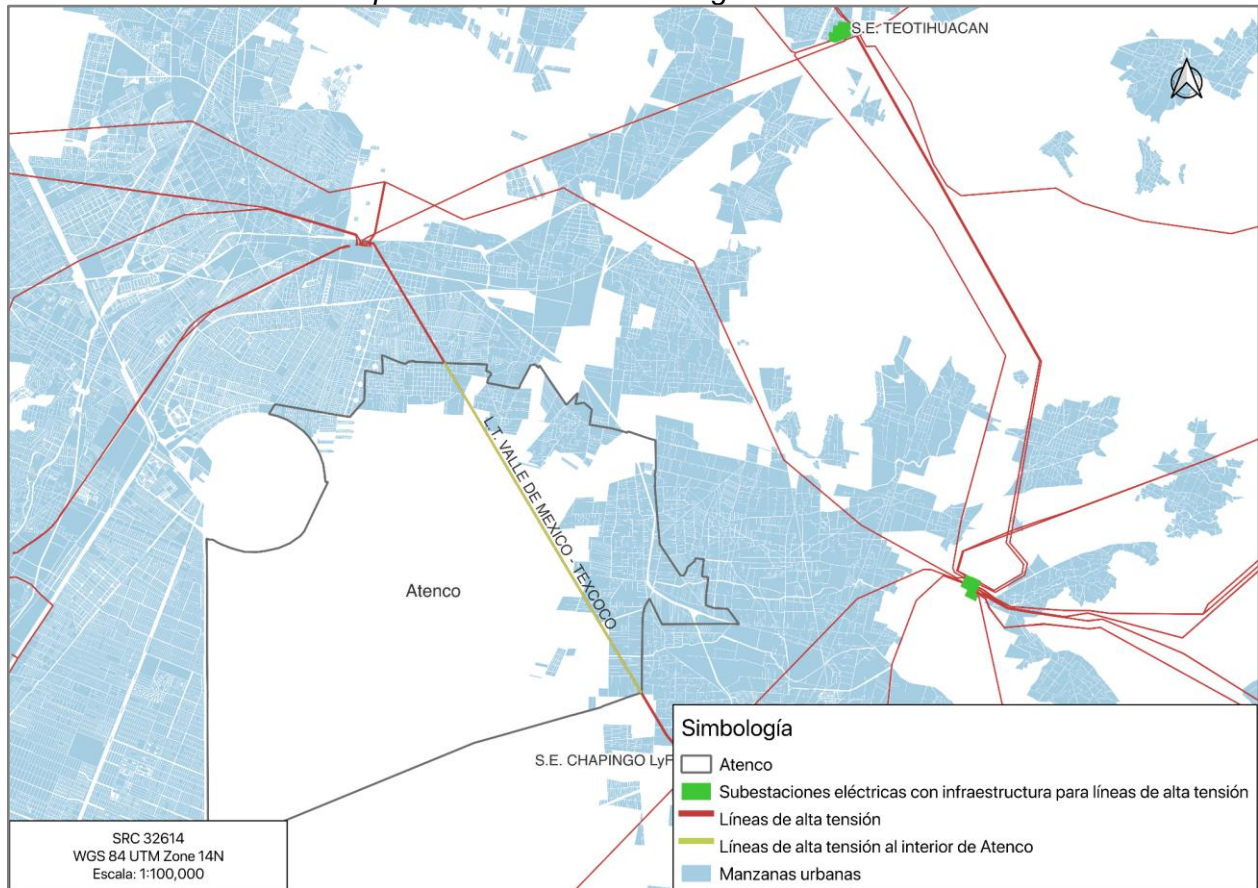 S.E. TEOTIHUACAN
L.T. VALLE DE MEXICO - TEXCOCO
Atenco
S.E. CHAPINGO LyF
Simbología
Atenco
Subestaciones eléctricas con infraestructura para líneas de alta tensión
Líneas de alta tensión
Líneas de alta tensión al interior de Atenco
Manzanas urbanas
SRC 32614
WGS 84 UTM Zone 14N
Escala: 1:100,000